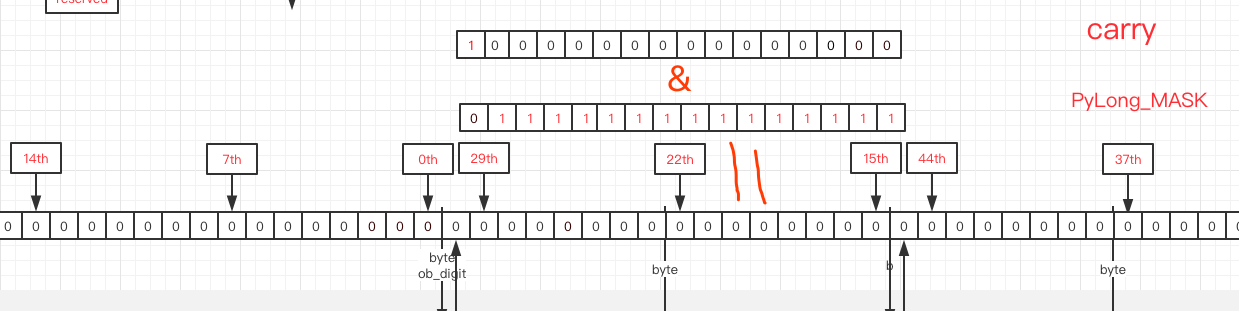 reserved
1 0 0 0 0 0 0 0 0 0 0 0 0 0 0 0
carry
&
PyLong_MASK
0 1 1 1 1 1 1 1 1 1 1 1 1 1 1 1
14th 7th 0th 29th 22th 15th 44th 37th
0 0 0 0 0 0 0 0 0 0 0 0 0 0 0 0 0 0 0 0 0 0 0 0 0 0 0 0 0 0 0 0 0 0 0 0 0 0 0 0 0 0 0 0 0
byte
ob_digit
byte
b
byte